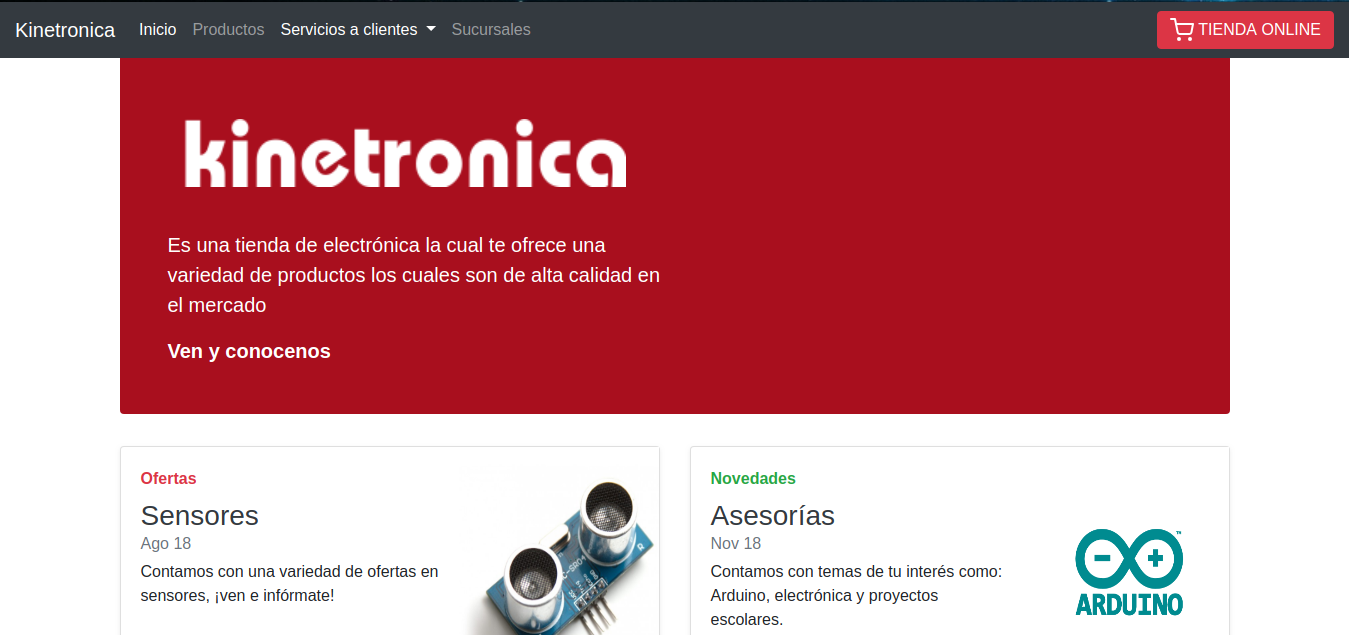 Kinetronica Inicio Productos Servicios a clientes Sucursales TIENDA ONLINE
kinetronica
Es una tienda de electrónica la cual te ofrece una
variedad de productos los cuales son de alta calidad en
el mercado
Ven y conocenos
Ofertas
Sensores
Ago 18
Contamos con una variedad de ofertas en
sensores, ¡ven e infórmate!
R
Novedades
Asesorías
Nov 18
Contamos con temas de tu interés como:
Arduino, electrónica y proyectos
escolares.
ARDUINO